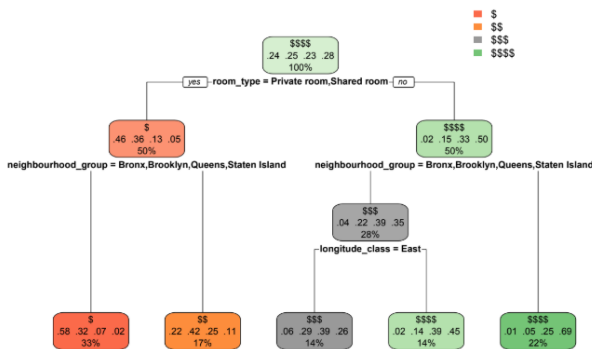 $
$$
$$$
$$$$
$$$$
.24 .25 .23 .28
100%
yes room_type = Private room,Shared room no
$
.46 .36 .13 .05
50%
$$$$
.02 .15 .33 .50
50%
neighbourhood_group = Bronx,Brooklyn,Queens,Staten Island
neighbourhood_group = Bronx,Brooklyn,Queens,Staten Island
$$$
.04 .22 .39 .35
28%
longitude_class = East
$
.58 .32 .07 .02
33%
$$
.22 .42 .25 .11
17%
$$$
.06 .29 .39 .26
14%
$$$$
.02 .14 .39 .45
14%
$$$$
.01 .05 .25 .69
22%